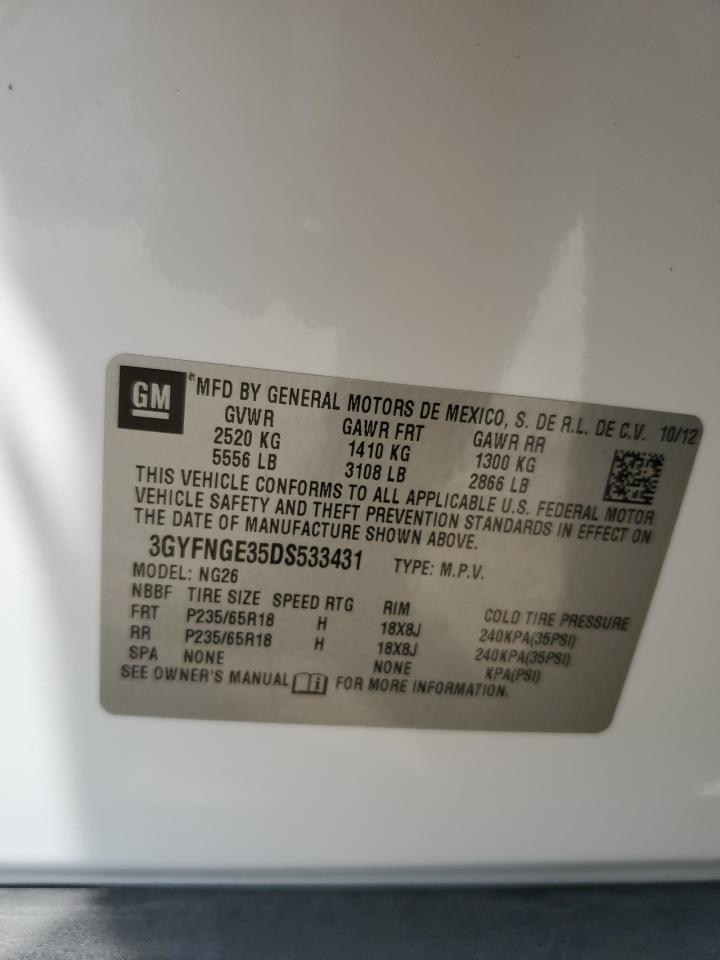 GM ® MFD BY GENERAL MOTORS DE MEXICO, S. DE R.L. DE C.V. 10/12
GVWR GAWR FRT GAWR RR
2520 KG 1410 KG 1300 KG
5556 LB 3108 LB 2866 LB
THIS VEHICLE CONFORMS TO ALL APPLICABLE U.S. FEDERAL MOTOR
VEHICLE SAFETY AND THEFT PREVENTION STANDARDS IN EFFECT ON
THE DATE OF MANUFACTURE SHOWN ABOVE.
3GYFNGE35DS533431 TYPE: M.P.V.
MODEL: NG26
NBBF TIRE SIZE SPEED RTG RIM COLD TIRE PRESSURE
FRT P235/65R18 H 18X8J 240KPA(35PSI)
RR P235/65R18 H 18X8J 240KPA(35PSI)
SPA NONE NONE KPA(PSI)
SEE OWNER'S MANUAL FOR MORE INFORMATION.